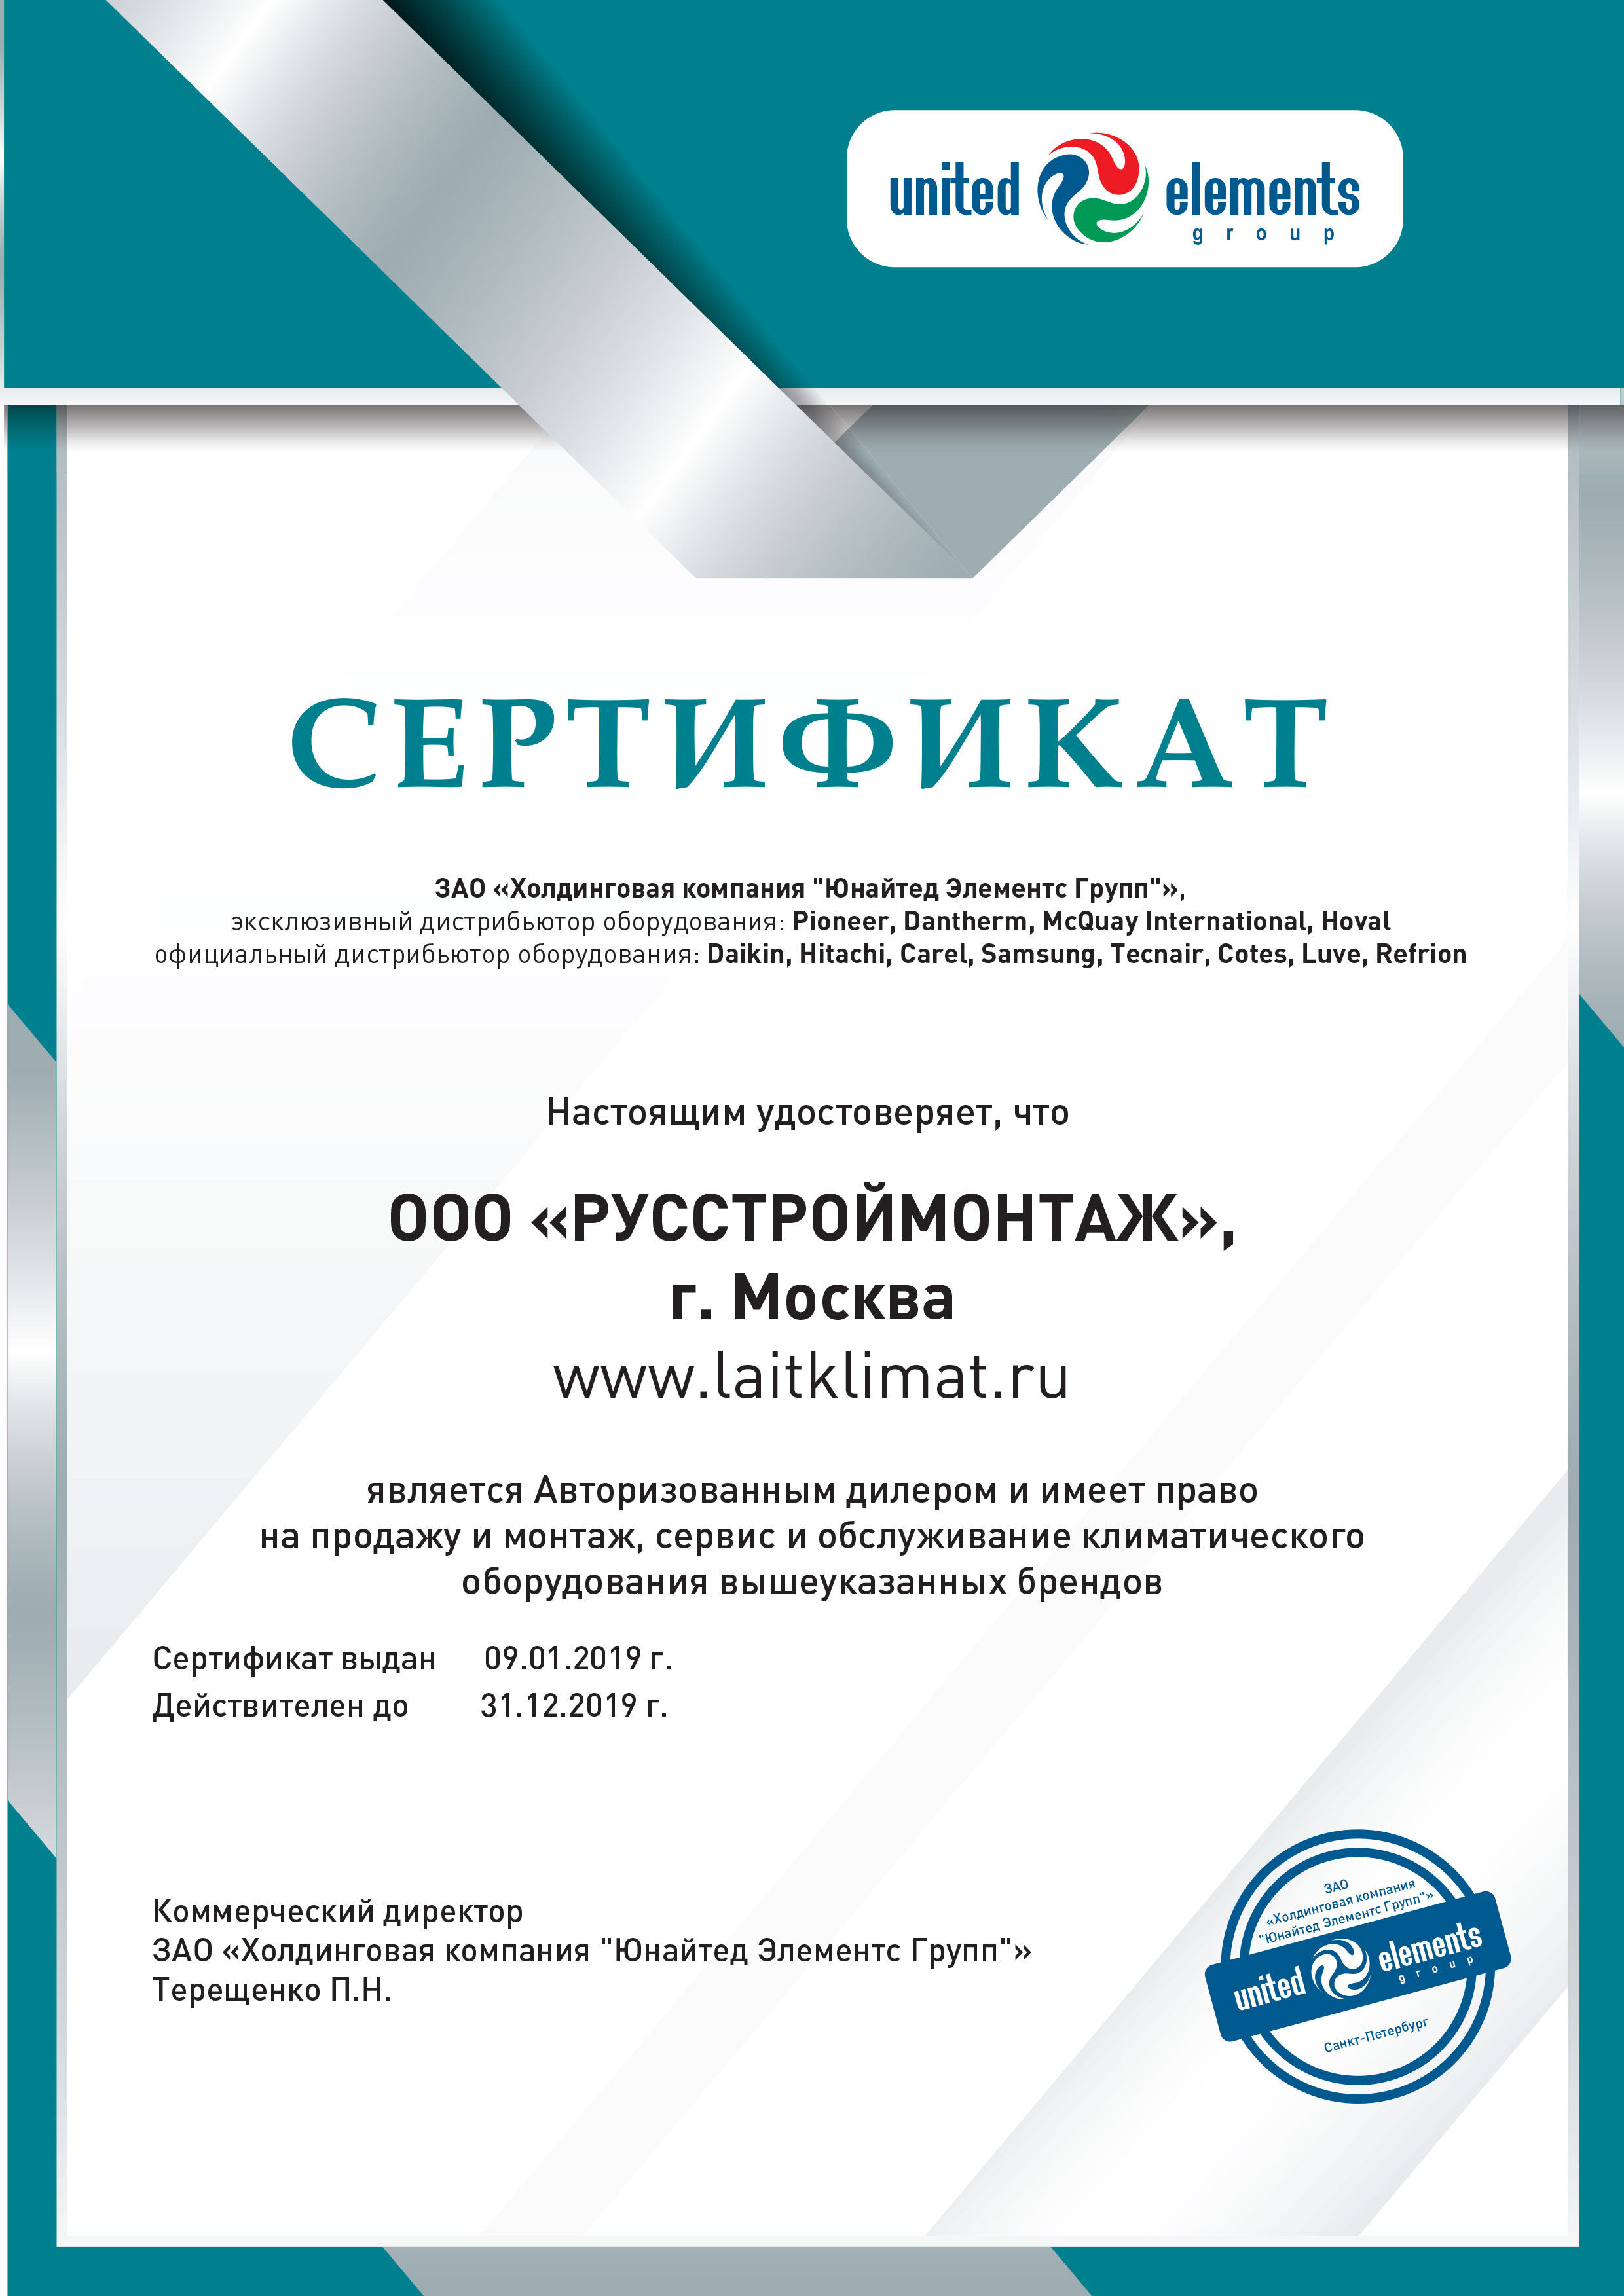 united elements
group
СЕРТИФИКАТ
ЗАО «Холдинговая компания "Юнайтед Элементс Групп"»,
эксклюзивный дистрибьютор оборудования: Pioneer, Dantherm, McQuay International, Hoval
официальный дистрибьютор оборудования: Daikin, Hitachi, Carel, Samsung, Tecnair, Cotes, Luve, Refrion
Настоящим удостоверяет, что
ООО «РУССТРОЙМОНТАЖ»,
г. Москва
www.laitklimat.ru
является Авторизованным дилером и имеет право
на продажу и монтаж, сервис и обслуживание климатического
оборудования вышеуказанных брендов
Сертификат выдан 09.01.2019 г.
Действителен до 31.12.2019 г.
Коммерческий директор
ЗАО «Холдинговая компания "Юнайтед Элементс Групп"»
Терещенко П.Н.
ЗАО
«Холдинговая компания
"Юнайтед Элементс Групп"»
united elements
group
Санкт-Петербург